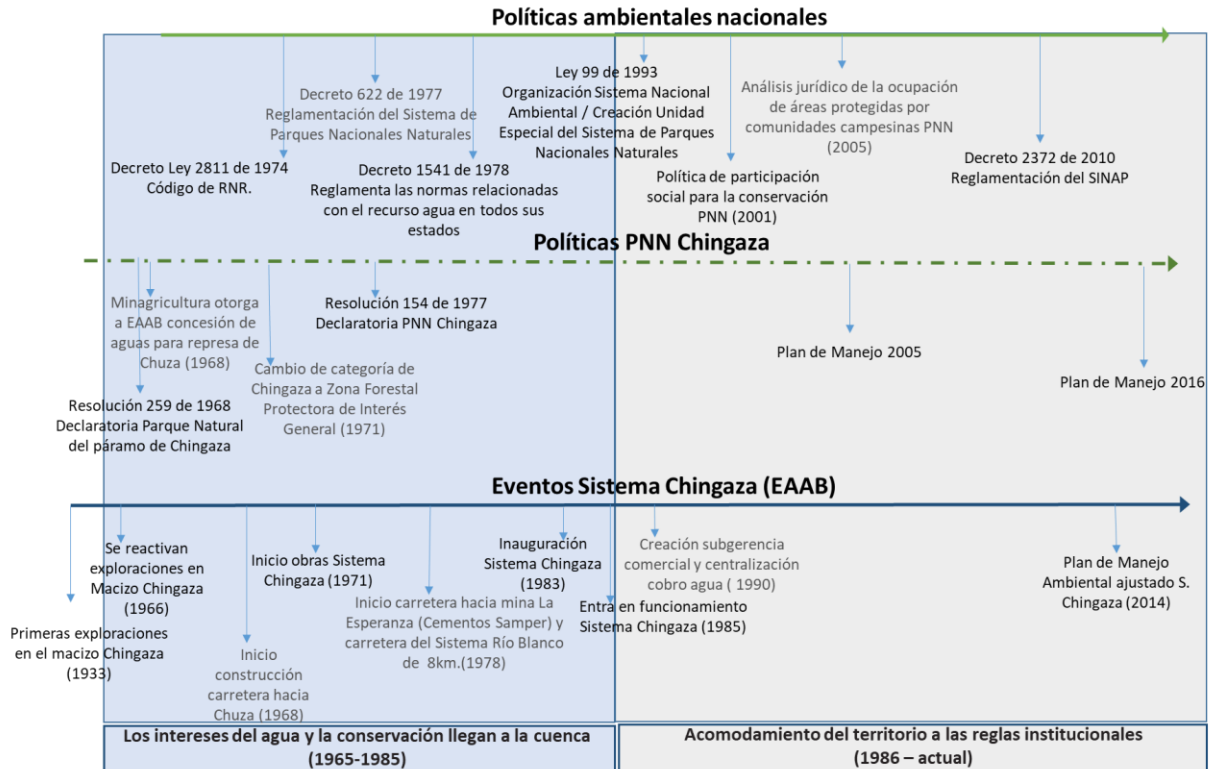 Políticas ambientales nacionales
Decreto Ley 2811 de 1974
Código de RNR.
Decreto 622 de 1977
Reglamentación del Sistema de
Parques Nacionales Naturales
Decreto 1541 de 1978
Reglamenta las normas relacionadas
con el recurso agua en todos sus
estados
Ley 99 de 1993
Organización Sistema Nacional
Ambiental / Creación Unidad
Especial del Sistema de Parques
Nacionales Naturales
Política de participación
social para la conservación
PNN (2001)
Análisis jurídico de la ocupación
de áreas protegidas por
comunidades campesinas PNN
(2005)
Decreto 2372 de 2010
Reglamentación del SINAP
Políticas PNN Chingaza
Minagricultura otorga
a EAAB concesión de
aguas para represa de
Chuza (1968)
Resolución 259 de 1968
Declaratoria Parque Natural
del páramo de Chingaza
Cambio de categoría de
Chingaza a Zona Forestal
Protectora de Interés
General (1971)
Resolución 154 de 1977
Declaratoria PNN Chingaza
Plan de Manejo 2005
Plan de Manejo 2016
Eventos Sistema Chingaza (EAAB)
Primeras exploraciones
en el macizo Chingaza
(1933)
Se reactivan
exploraciones en
Macizo Chingaza
(1966)
Inicio
construcción
carretera hacia
Chuza (1968)
Inicio obras Sistema
Chingaza (1971)
Inicio carretera hacia mina La
Esperanza (Cementos Samper) y
carretera del Sistema Río Blanco
de 8km.(1978)
Inauguración
Sistema Chingaza
(1983)
Entra en funcionamiento
Sistema Chingaza (1985)
Creación subgerencia
comercial y centralización
cobro agua ( 1990)
Plan de Manejo
Ambiental ajustado S.
Chingaza (2014)
Los intereses del agua y la conservación llegan a la cuenca
(1965-1985)
Acomodamiento del territorio a las reglas institucionales
(1986 – actual)